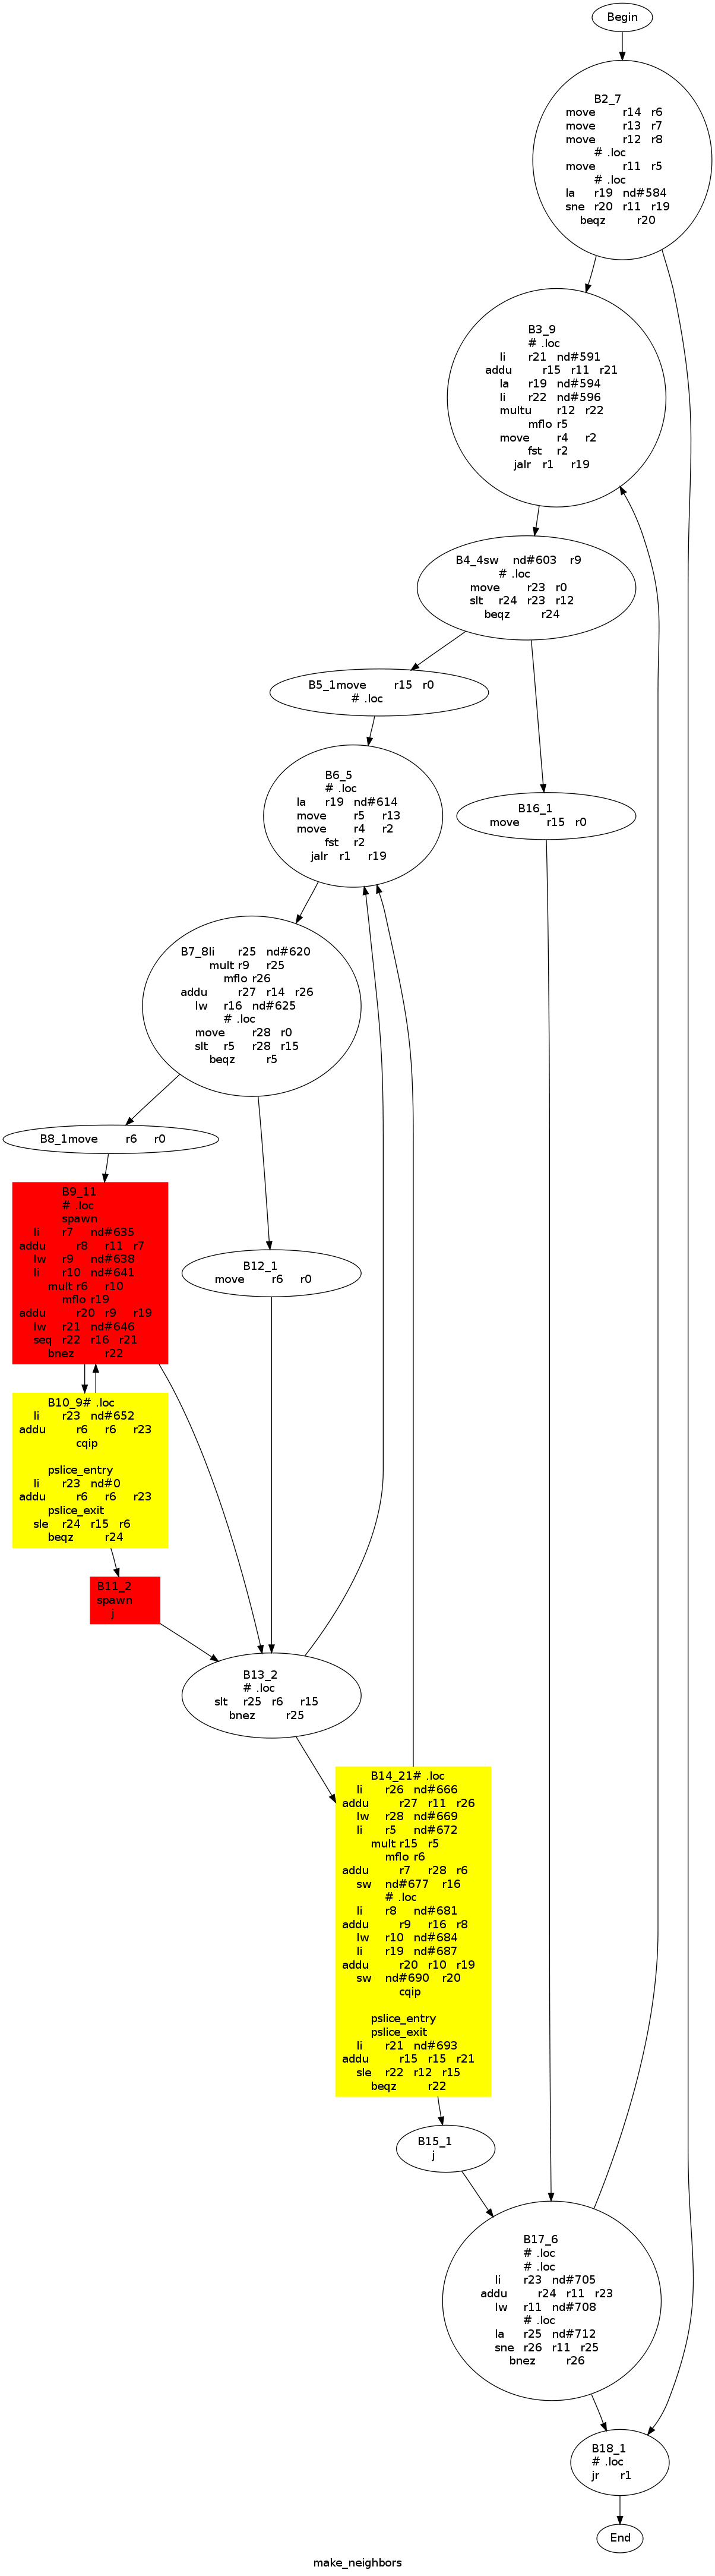 Begin
B2_7
move r14 r6
move r13 r7
move r12 r8
# .loc
move r11 r5
# .loc
la r19 nd#584
sne r20 r11 r19
beqz r20
B3_9
# .loc
li r21 nd#591
addu r15 r11 r21
la r19 nd#594
li r22 nd#596
multu r12 r22
mflo r5
move r4 r2
fst r2
jalr r1 r19
B4_4sw nd#603 r9
# .loc
move r23 r0
slt r24 r23 r12
beqz r24
B5_1move r15 r0
# .loc
B6_5
# .loc
la r19 nd#614
move r5 r13
move r4 r2
fst r2
jalr r1 r19
B16_1
move r15 r0
B7_8li r25 nd#620
mult r9 r25
mflo r26
addu r27 r14 r26
lw r16 nd#625
# .loc
move r28 r0
slt r5 r28 r15
beqz r5
B8_1move r6 r0
B9_11
# .loc
spawn
li r7 nd#635
addu r8 r11 r7
lw r9 nd#638
li r10 nd#641
mult r6 r10
mflo r19
addu r20 r9 r19
lw r21 nd#646
seq r22 r16 r21
bnez r22
B12_1
move r6 r0
B10_9# .loc
li r23 nd#652
addu r6 r6 r23
cqip
pslice_entry
li r23 nd#0
addu r6 r6 r23
pslice_exit
sle r24 r15 r6
beqz r24
B11_2
spawn
j
B13_2
# .loc
slt r25 r6 r15
bnez r25
B14_21# .loc
li r26 nd#666
addu r27 r11 r26
lw r28 nd#669
li r5 nd#672
mult r15 r5
mflo r6
addu r7 r28 r6
sw nd#677 r16
# .loc
li r8 nd#681
addu r9 r16 r8
lw r10 nd#684
li r19 nd#687
addu r20 r10 r19
sw nd#690 r20
cqip
pslice_entry
pslice_exit
li r21 nd#693
addu r15 r15 r21
sle r22 r12 r15
beqz r22
B15_1
j
B17_6
# .loc
# .loc
li r23 nd#705
addu r24 r11 r23
lw r11 nd#708
# .loc
la r25 nd#712
sne r26 r11 r25
bnez r26
B18_1
# .loc
jr r1
End
make_neighbors